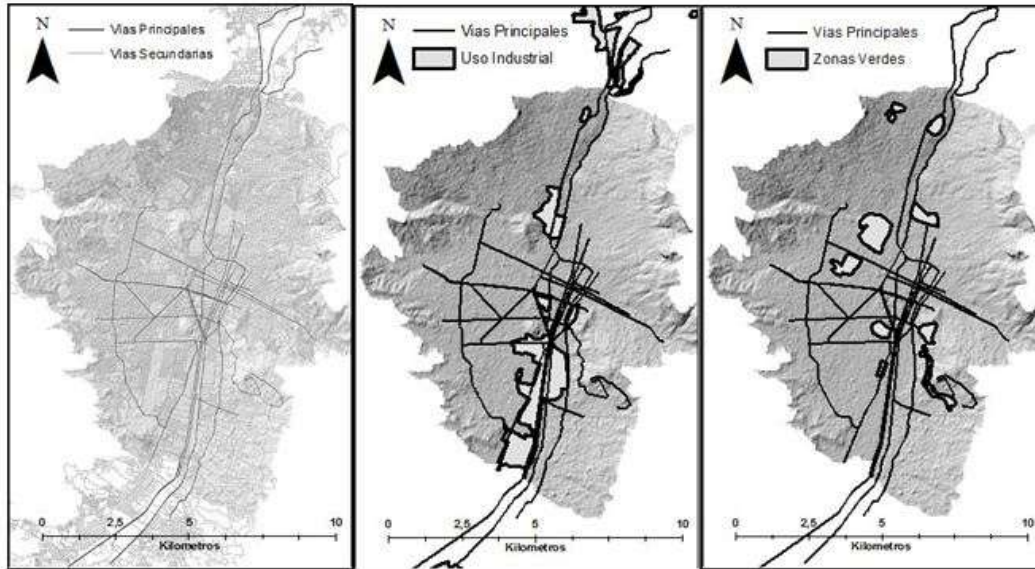 N
Vias Principales
Vias Secundarias
0 2,5 5 10
Kilometros
N
Vias Principales
Uso Industrial
0 2,5 5 10
Kilometros
N
Vias Principales
Zonas Verdes
0 2,5 5 10
Kilometros